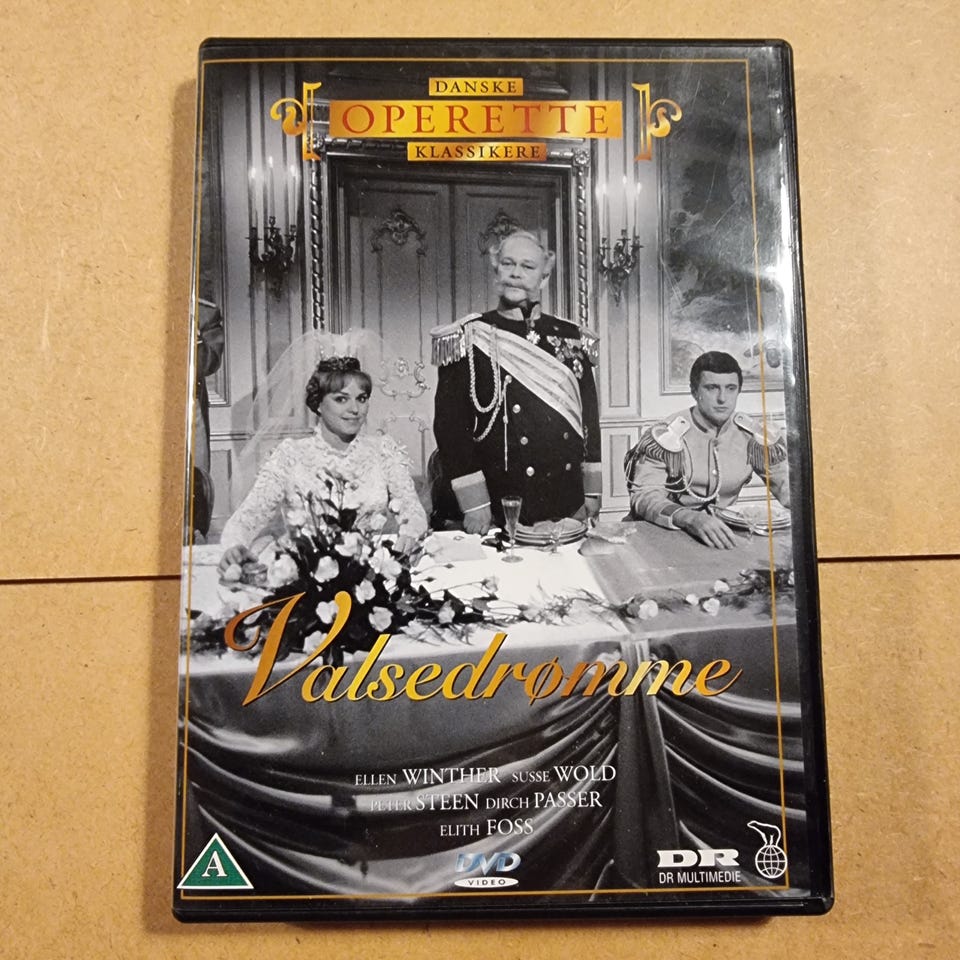 DANSKE
OPERETTE
KLASSIKERE
Valsedrømme
ELLEN WINTHER SUSSE WOLD
PETER STEEN DIRCH PASSER
ELITH FOSS
A
DVD
VIDEO
DR
DR MULTIMEDIE